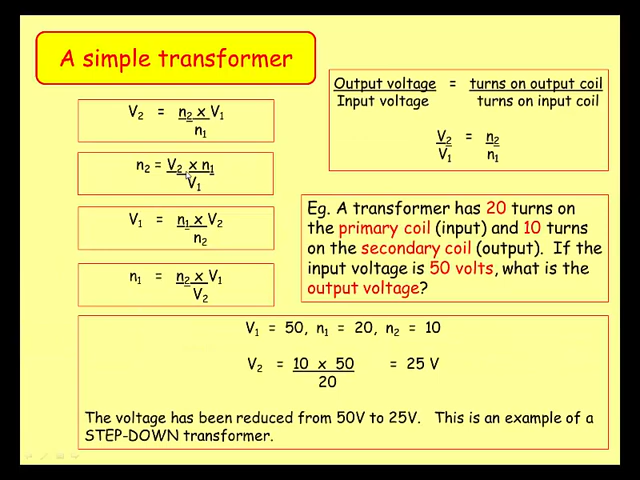 A simple transformer
V₂ = n₂ x V₁
n₁
n₂ = V₂ x n₁
V₁
V₁ = n₁ x V₂
n₂
n₁ = n₂ x V₁
V₂
Output voltage = turns on output coil
Input voltage turns on input coil
V₂ = n₂
V₁ n₁
Eg. A transformer has 20 turns on
the primary coil (input) and 10 turns
on the secondary coil (output). If the
input voltage is 50 volts, what is the
output voltage?
V₁ = 50, n₁ = 20, n₂ = 10
V₂ = 10 x 50 = 25 V
20
The voltage has been reduced from 50V to 25V. This is an example of a
STEP-DOWN transformer.